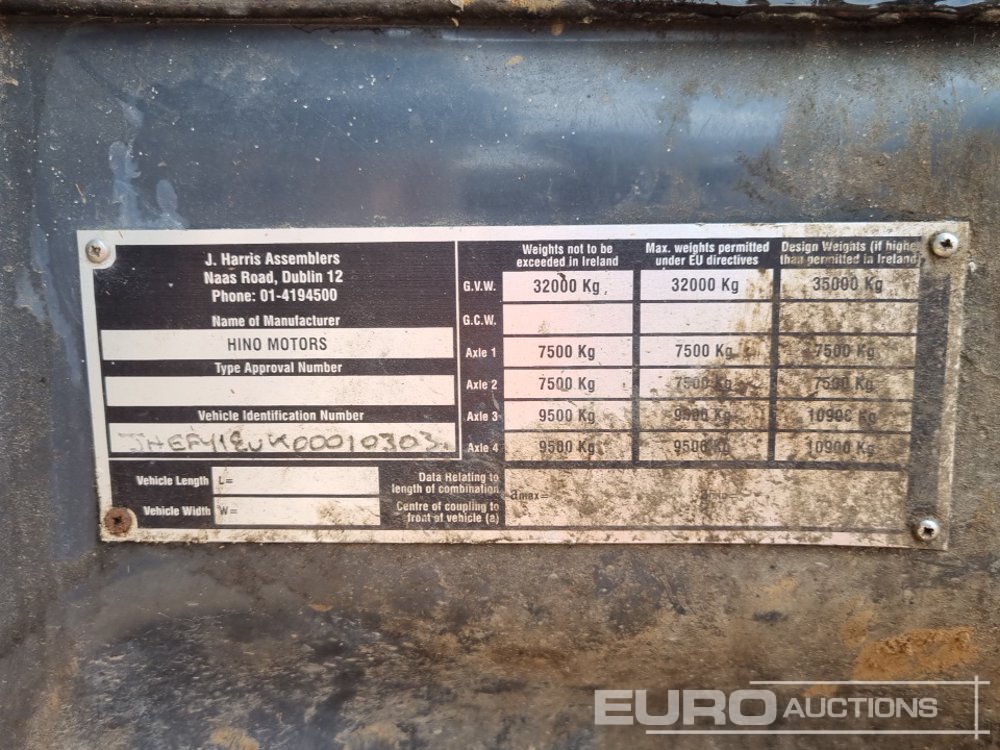 J. Harris Assemblers
Naas Road, Dublin 12
Phone: 01-4194500
Name of Manufacturer
HINO MOTORS
Type Approval Number
Vehicle Identification Number
Vehicle Length L=
Vehicle Width W=
Weights not to be exceeded in Ireland
Max. weights permitted under EU directives
Design Weights (if higher than permitted in Ireland)
G.V.W. 32000 Kg 32000 Kg 35000 Kg
G.C.W.
Axle 1 7500 Kg 7500 Kg 7500 Kg
Axle 2 7500 Kg 7500 Kg 7500 Kg
Axle 3 9500 Kg 9500 Kg 10900 Kg
Axle 4 9500 Kg 9500 Kg 10900 Kg
Data Relating to
length of combination
Centre of coupling to
front of vehicle (a)
amax=
EURO AUCTIONS